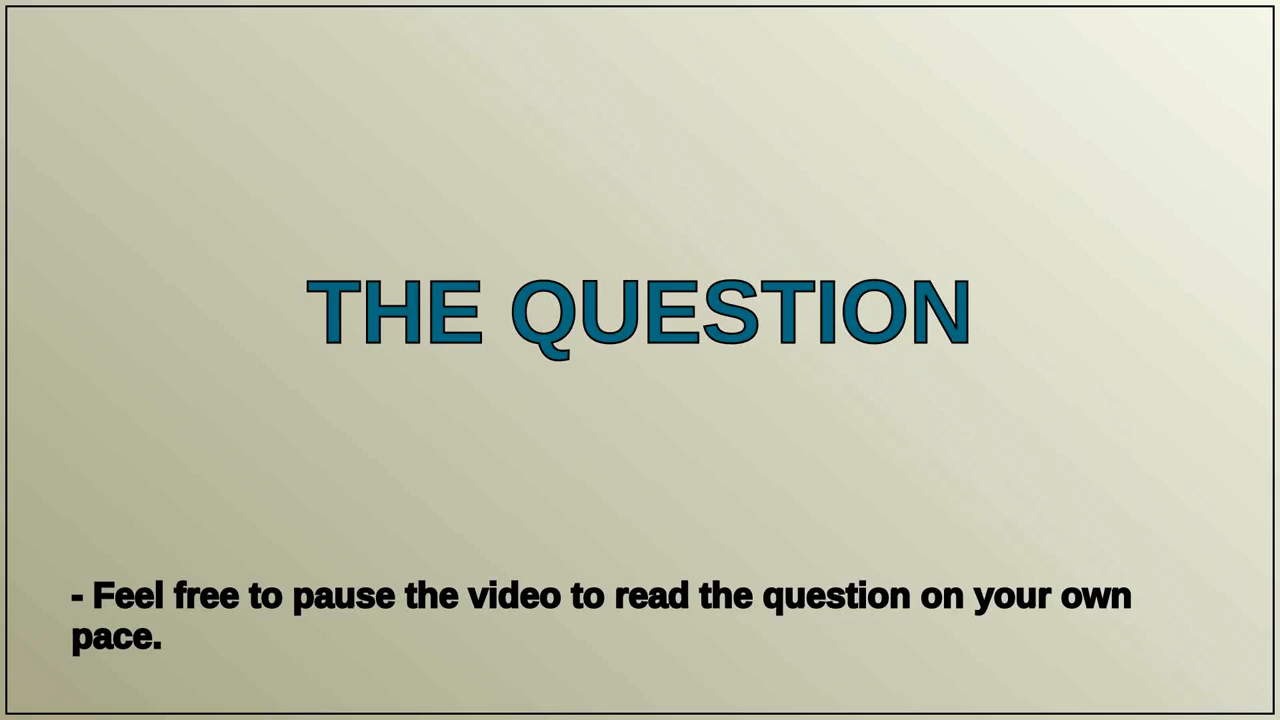 THE QUESTION
- Feel free to pause the video to read the question on your own
pace.